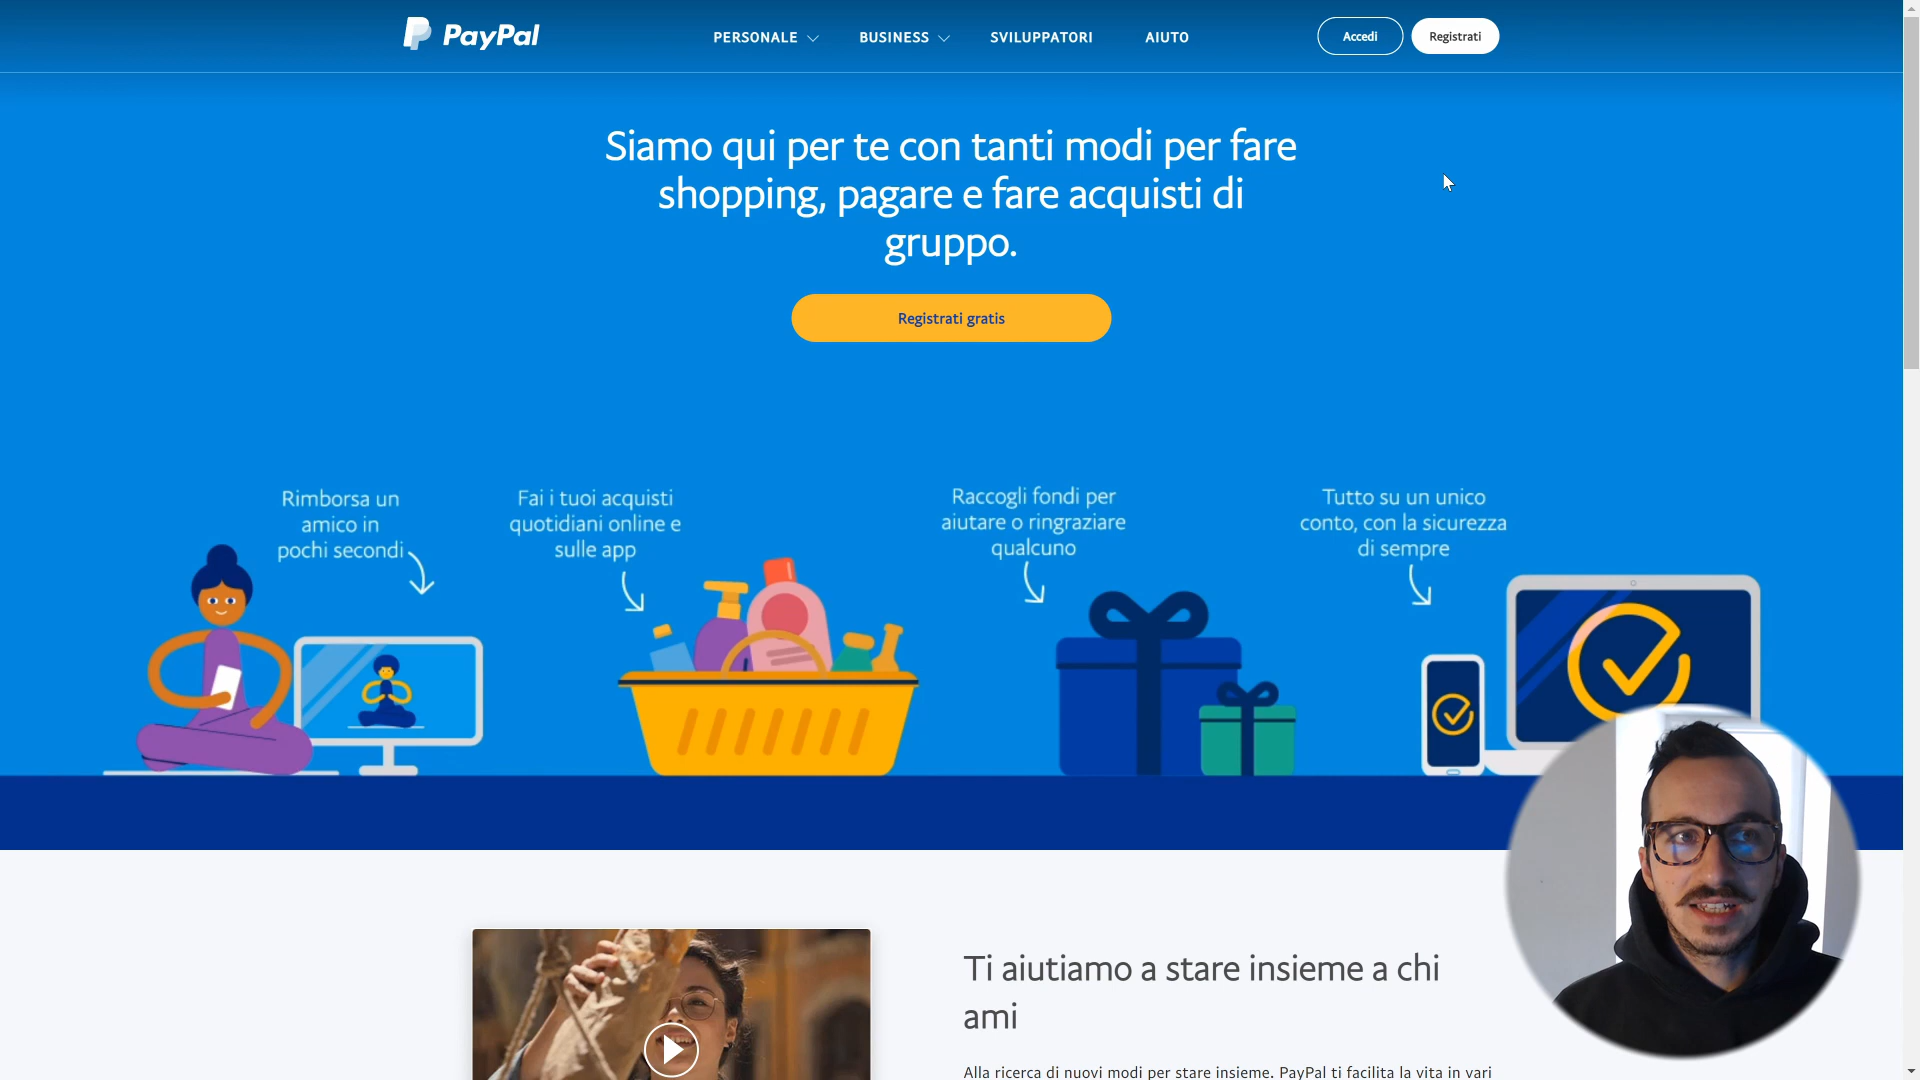 PayPal
PERSONALE
BUSINESS
SVILUPPATORI
AIUTO
Accedi
Registrati
Siamo qui per te con tanti modi per fare
shopping, pagare e fare acquisti di
gruppo.
Registrati gratis
Rimborsa un
amico in
pochi secondi
Fai i tuoi acquisti
quotidiani online e
sulle app
Raccogli fondi per
aiutare o ringraziare
qualcuno
Tutto su un unico
conto, con la sicurezza
di sempre
Ti aiutiamo a stare insieme a chi
ami
Alla ricerca di nuovi modi per stare insieme. PayPal ti facilita la vita in vari